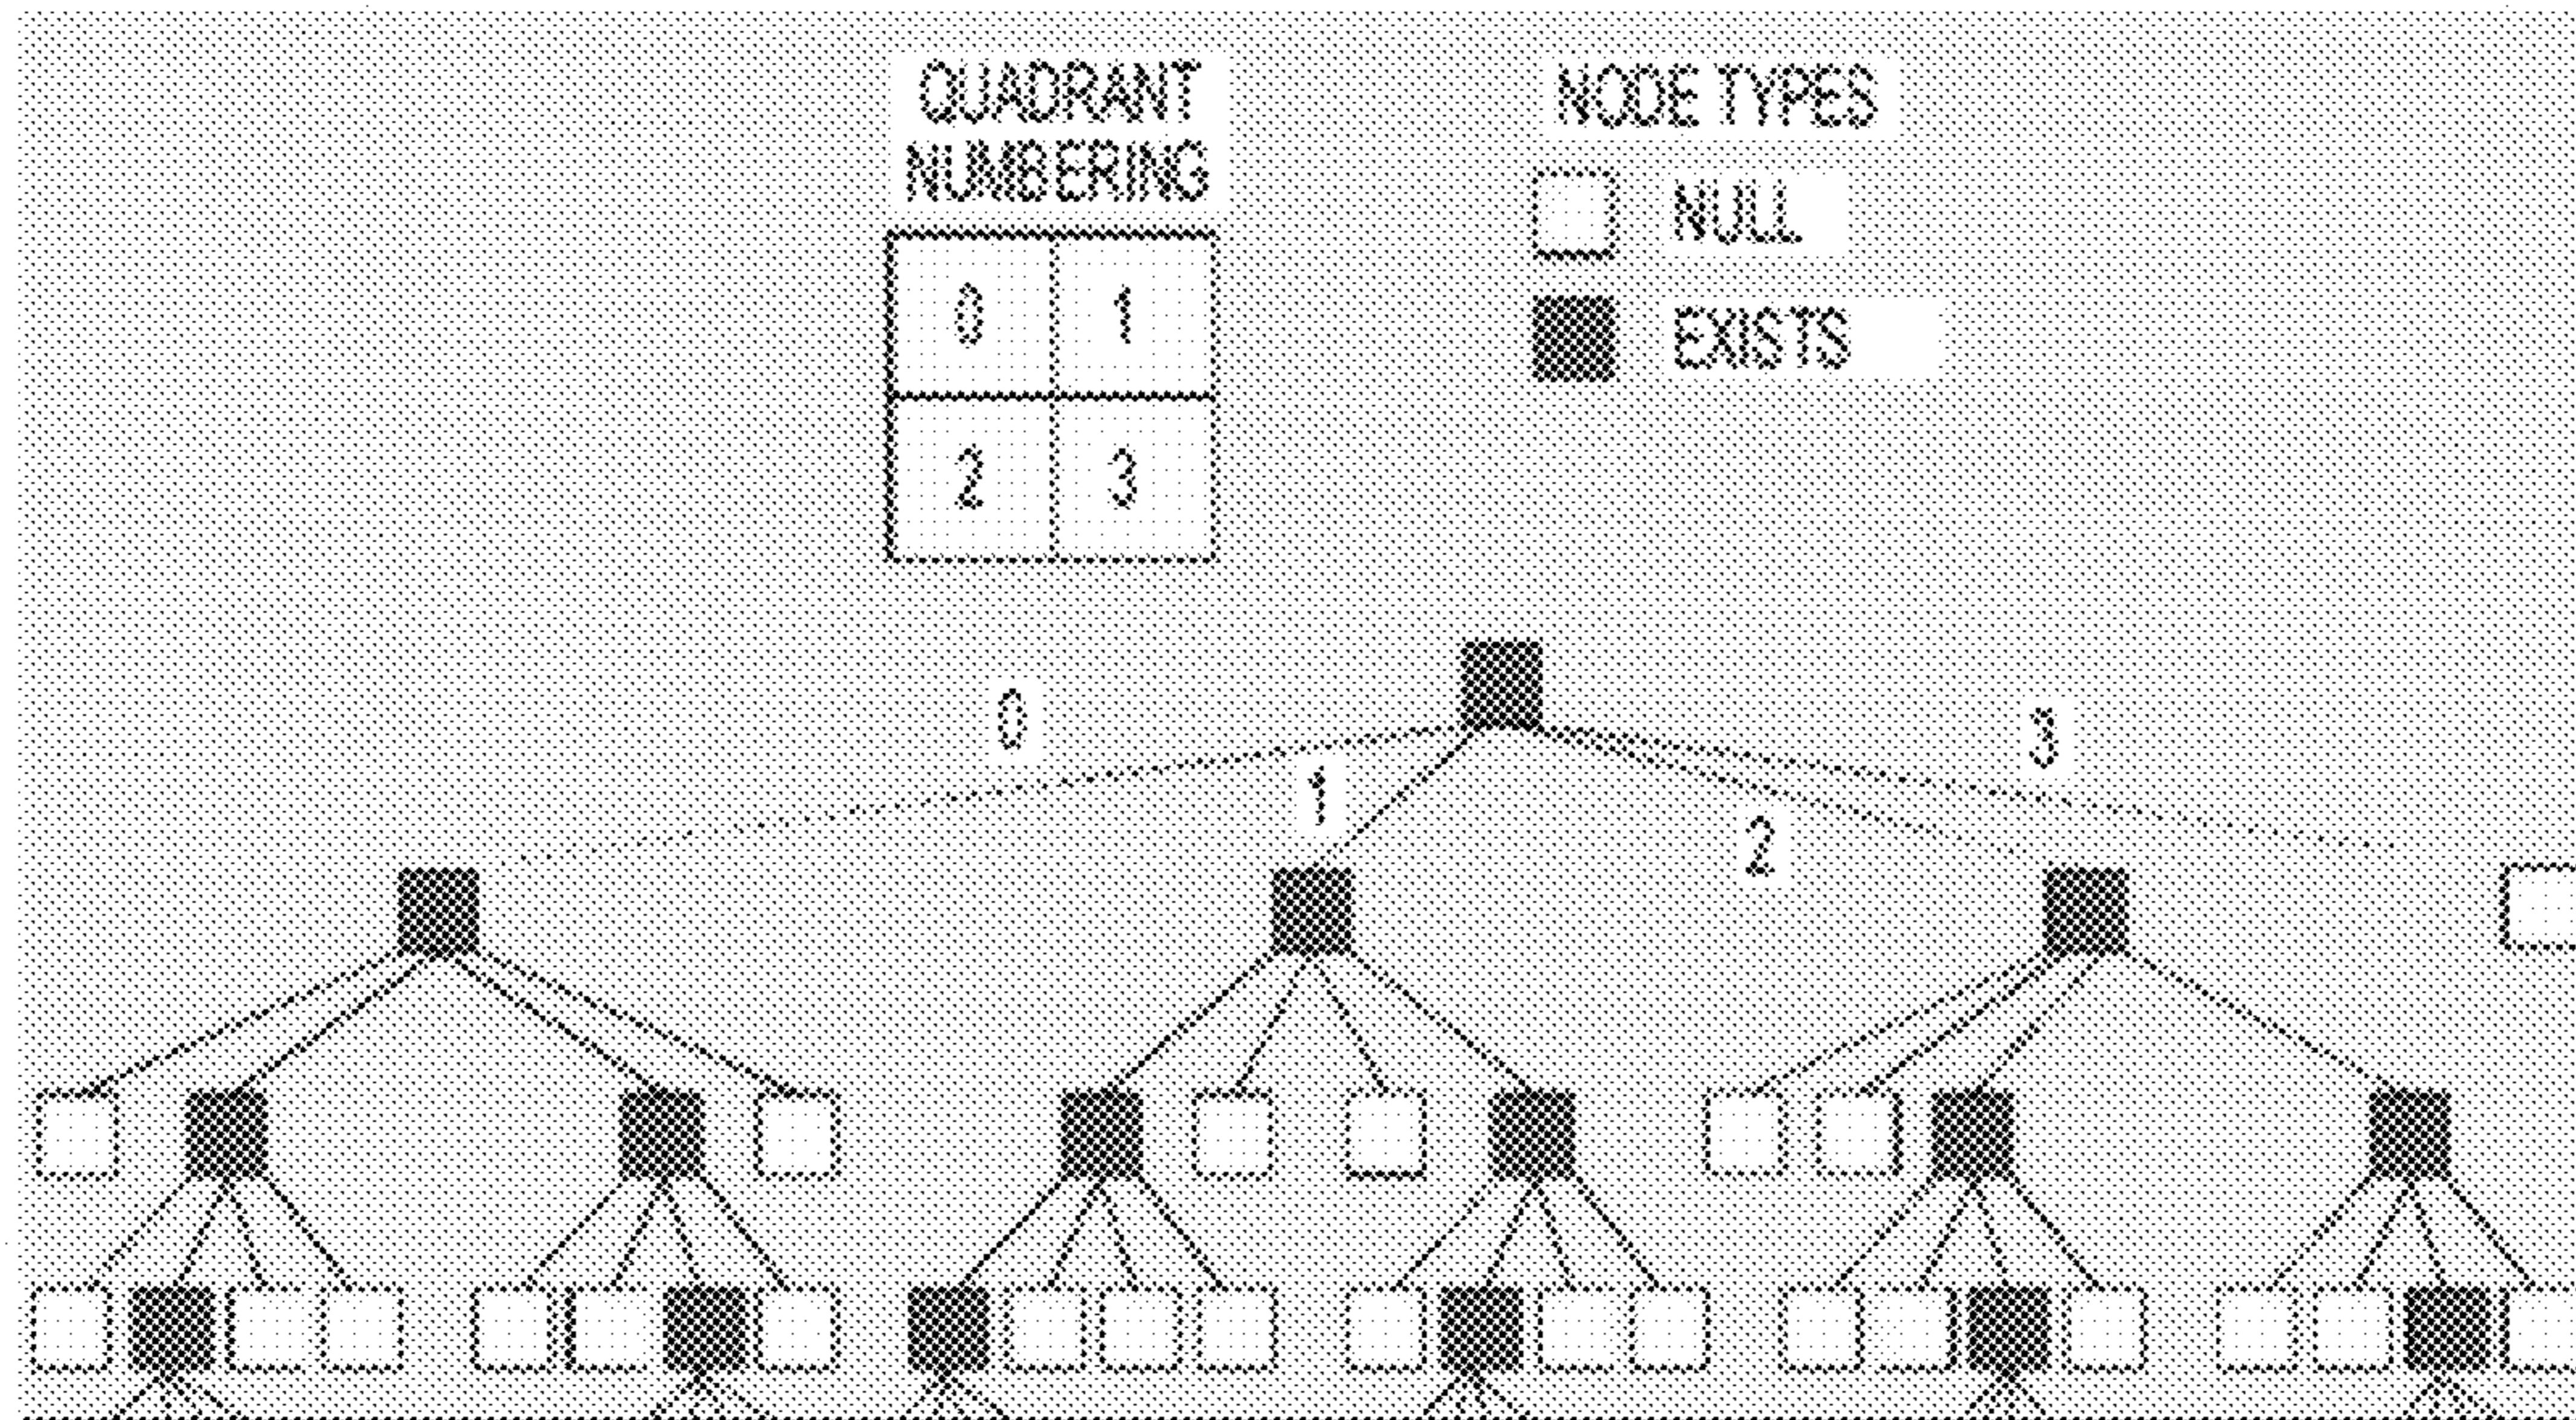 QUADRANT
NUMBERING
0 1
2 3
NODE TYPES
NULL
EXISTS
0
1
2
3